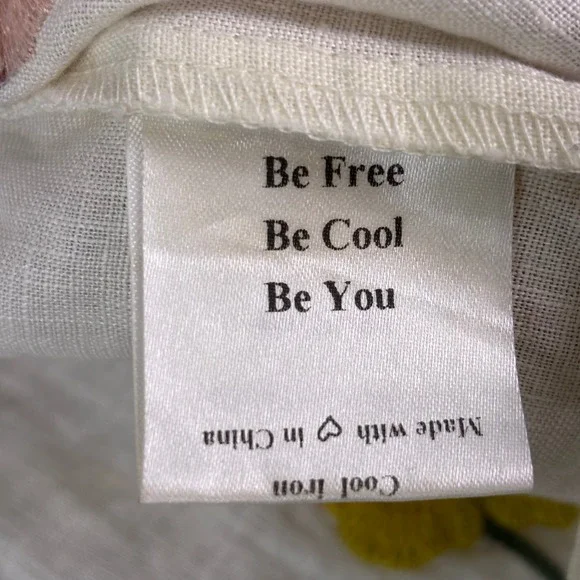 Be Free
Be Cool
Be You
Made with ♡ in China
Cool iron